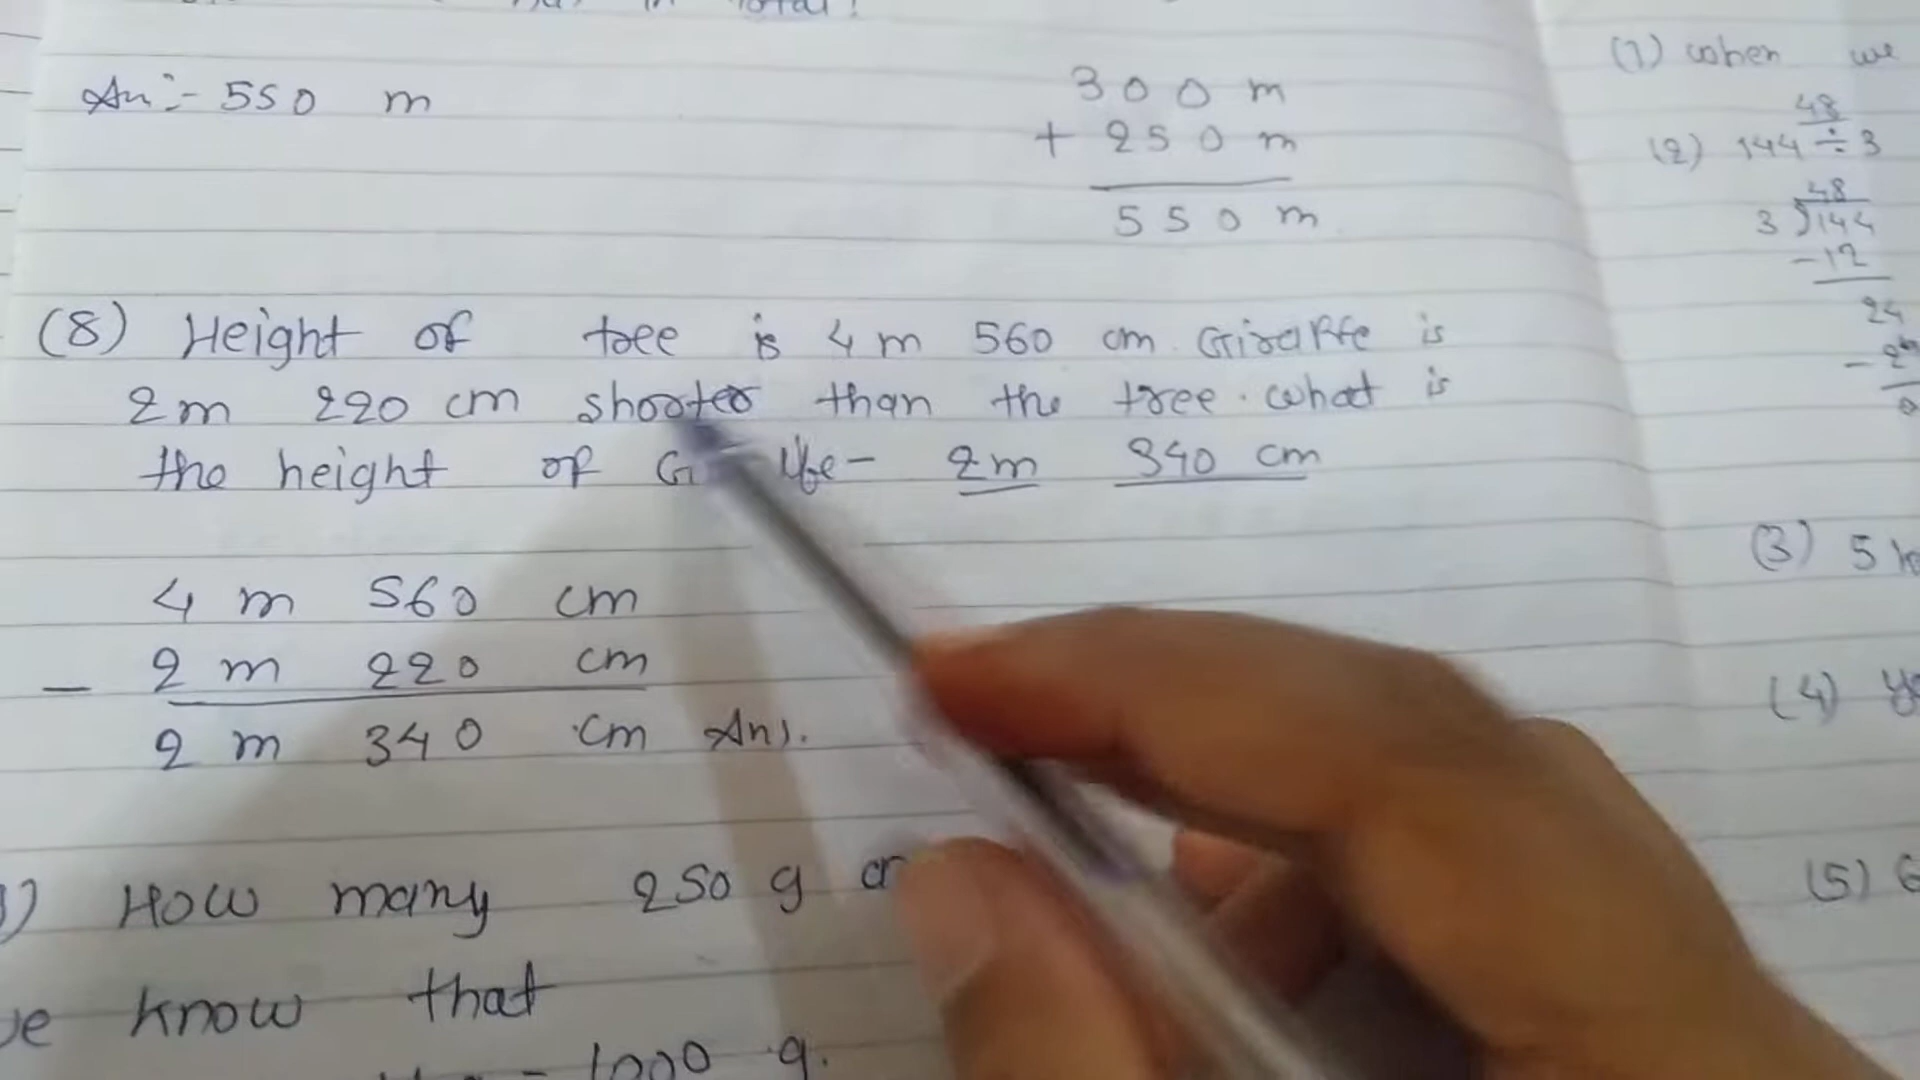 in total?
An:- 550 m
300 m
+ 250 m
550 m
(8) Height of tree is 4 m 560 cm. Giraffe is
2m 220 cm shorter than the tree. what is
the height of - 2m 340 cm
4 m 560 cm
- 2 m 220 cm
2 m 340 cm Ans.
How many 250 g
know that
- 1000 g.
(1) when we
48
(2) 144 ÷ 3
48
3)144
-12
24
(3) 5
(4)
(5)